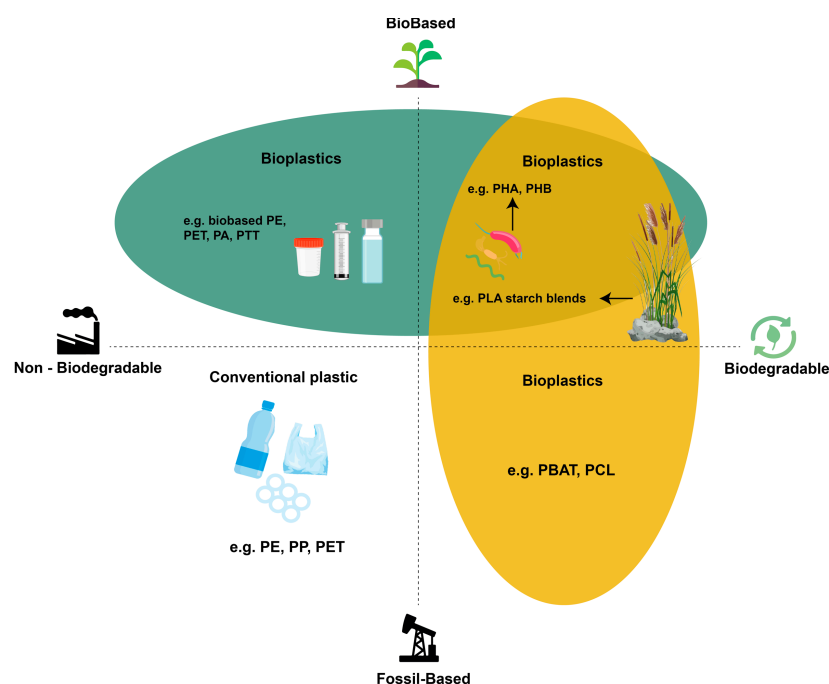 BioBased
Bioplastics
Bioplastics
e.g. PHA, PHB
e.g. biobased PE,
PET, PA, PTT
e.g. PLA starch blends
Non - Biodegradable
Biodegradable
Conventional plastic
Bioplastics
e.g. PBAT, PCL
e.g. PE, PP, PET
Fossil-Based